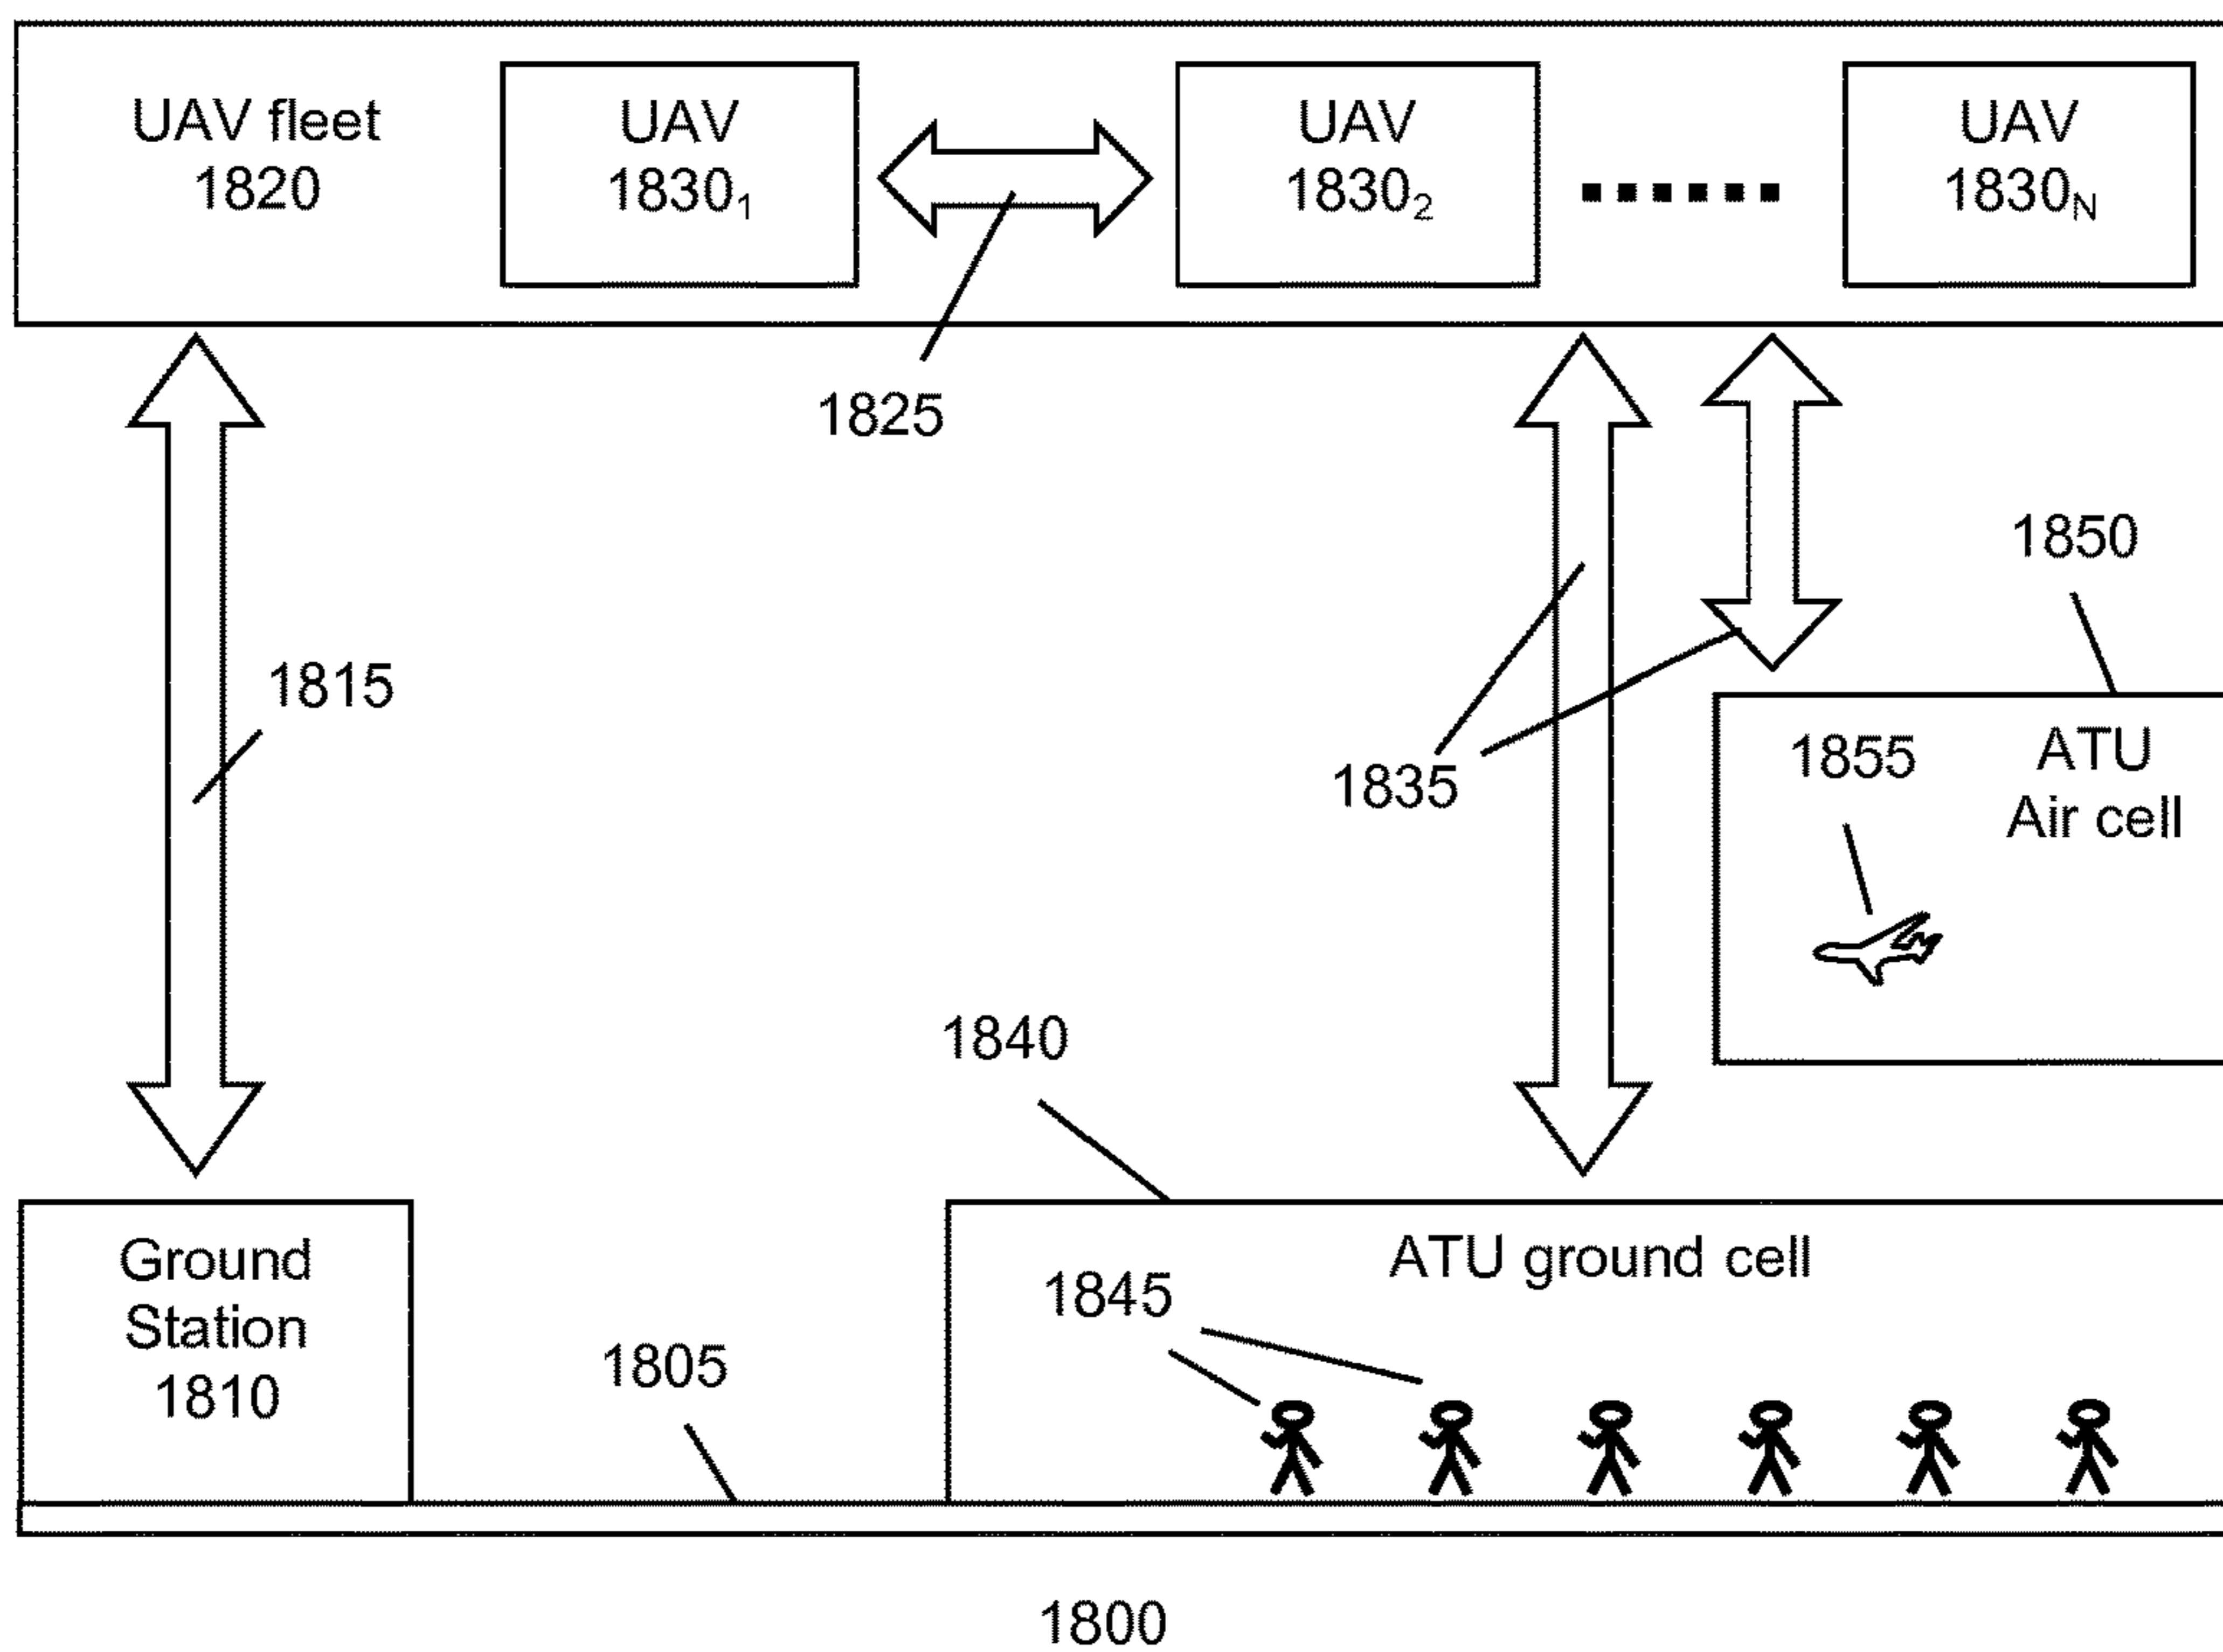 UAV fleet
1820
UAV
1830₁
UAV
1830₂
UAV
1830N
1825
1815
1835
1850
1855
ATU
Air cell
1840
Ground
Station
1810
1805
ATU ground cell
1845
1800